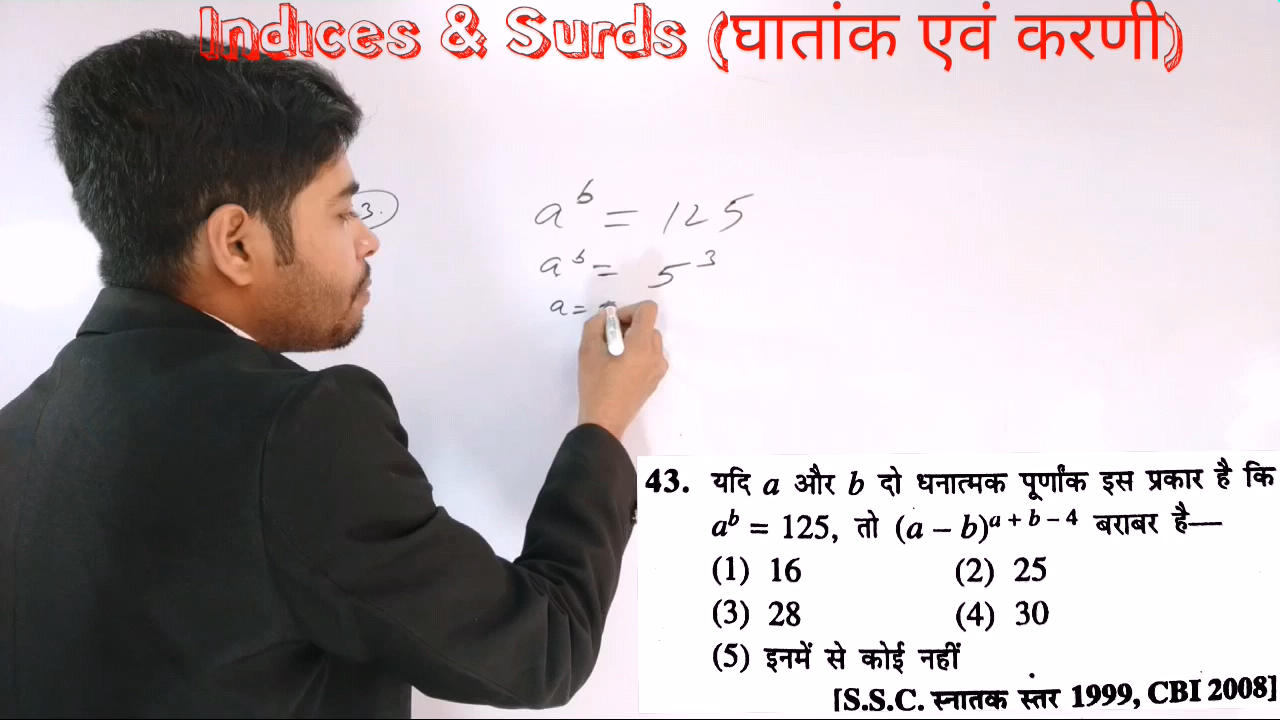 Indices & Surds (घातांक एवं करणी)
3.
a^b = 125
a^b = 5^3
a =
43. यदि a और b दो धनात्मक पूर्णांक इस प्रकार है कि
a^b = 125, तो (a – b)^{a + b – 4} बराबर है—
(1) 16 (2) 25
(3) 28 (4) 30
(5) इनमें से कोई नहीं
[S.S.C. स्नातक स्तर 1999, CBI 2008]